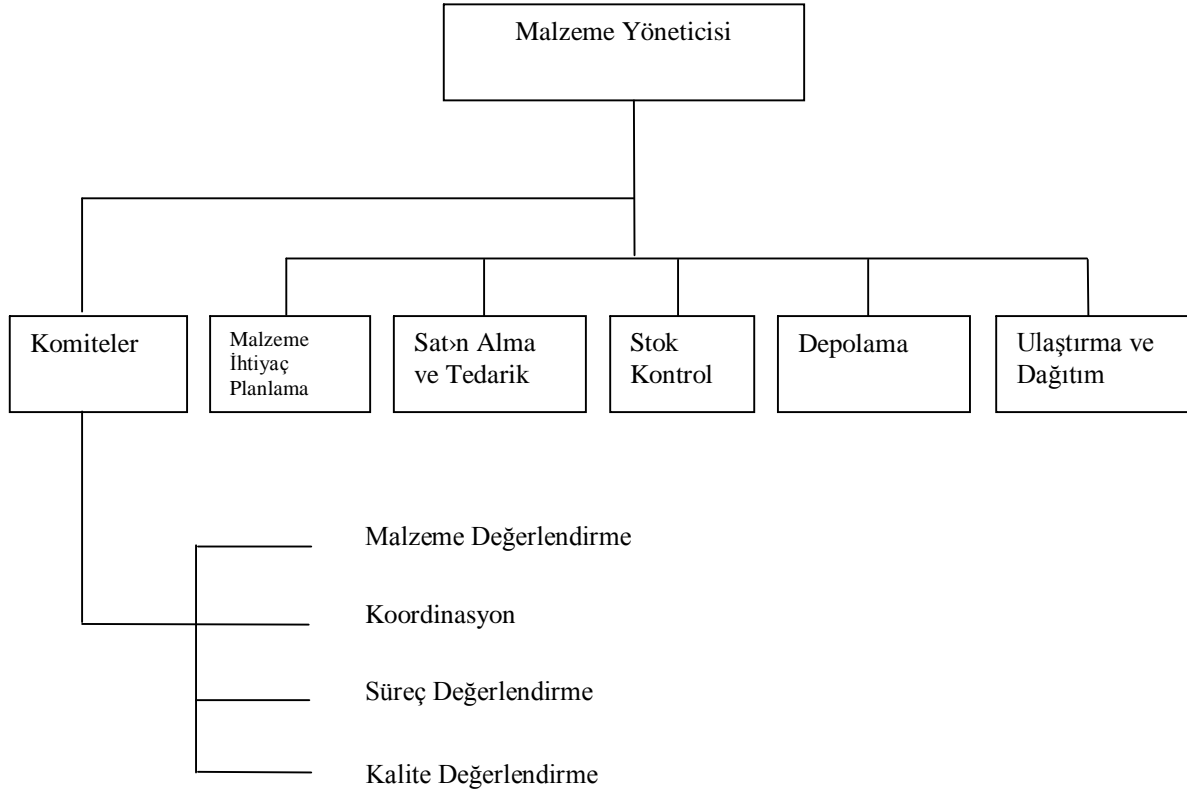 Malzeme Yöneticisi
Komiteler
Malzeme
İhtiyaç
Planlama
Sat›n Alma
ve Tedarik
Stok
Kontrol
Depolama
Ulaştırma ve
Dağıtım
Malzeme Değerlendirme
Koordinasyon
Süreç Değerlendirme
Kalite Değerlendirme